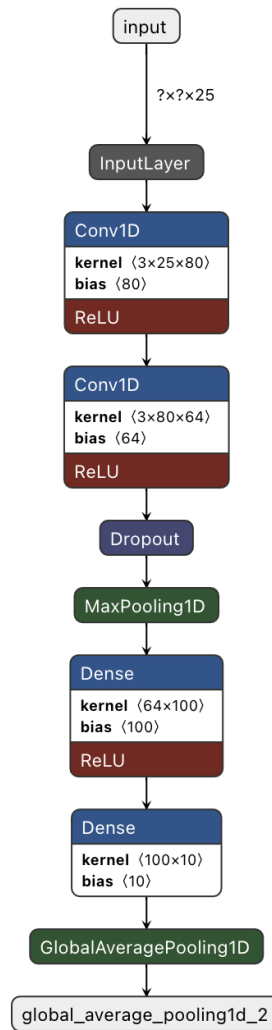 input
?×?×25
InputLayer
Conv1D
kernel ⟨3×25×80⟩
bias ⟨80⟩
ReLU
Conv1D
kernel ⟨3×80×64⟩
bias ⟨64⟩
ReLU
Dropout
MaxPooling1D
Dense
kernel ⟨64×100⟩
bias ⟨100⟩
ReLU
Dense
kernel ⟨100×10⟩
bias ⟨10⟩
GlobalAveragePooling1D
global_average_pooling1d_2